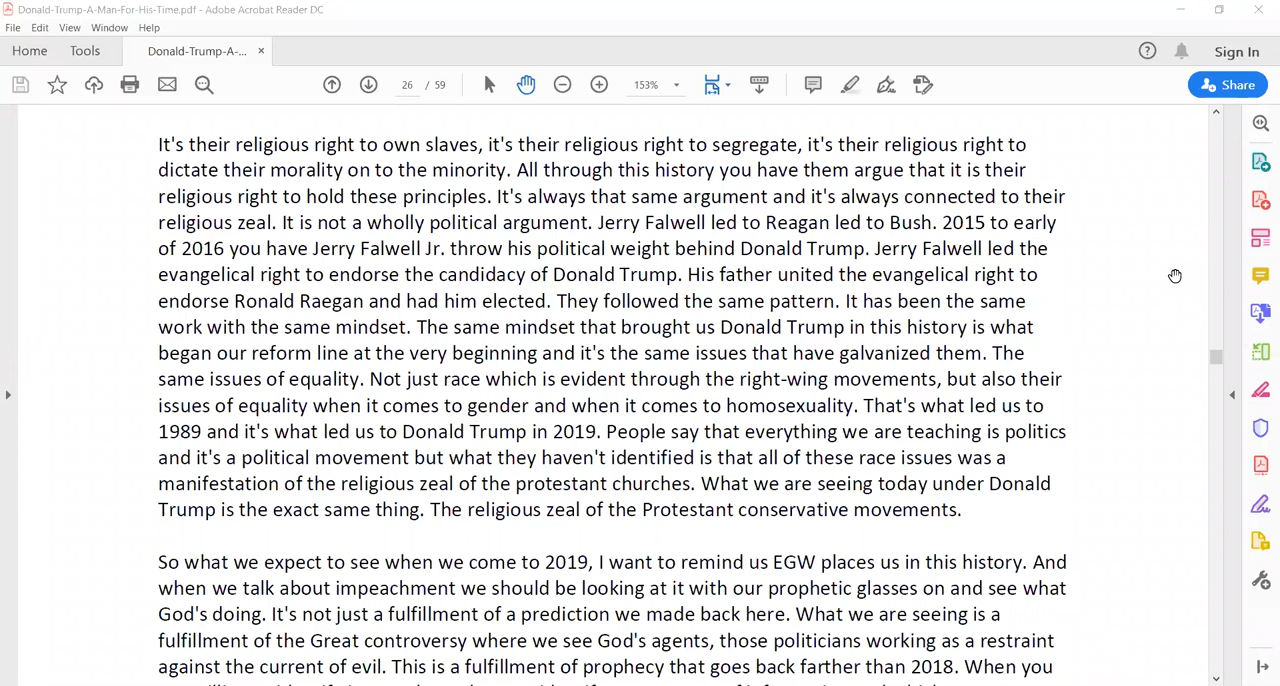 Donald-Trump-A-Man-For-His-Time.pdf - Adobe Acrobat Reader DC
File Edit View Window Help
Home Tools Donald-Trump-A-... × Sign In
26 / 59 153% Share
It's their religious right to own slaves, it's their religious right to segregate, it's their religious right to
dictate their morality on to the minority. All through this history you have them argue that it is their
religious right to hold these principles. It's always that same argument and it's always connected to their
religious zeal. It is not a wholly political argument. Jerry Falwell led to Reagan led to Bush. 2015 to early
of 2016 you have Jerry Falwell Jr. throw his political weight behind Donald Trump. Jerry Falwell led the
evangelical right to endorse the candidacy of Donald Trump. His father united the evangelical right to
endorse Ronald Raegan and had him elected. They followed the same pattern. It has been the same
work with the same mindset. The same mindset that brought us Donald Trump in this history is what
began our reform line at the very beginning and it's the same issues that have galvanized them. The
same issues of equality. Not just race which is evident through the right-wing movements, but also their
issues of equality when it comes to gender and when it comes to homosexuality. That's what led us to
1989 and it's what led us to Donald Trump in 2019. People say that everything we are teaching is politics
and it's a political movement but what they haven't identified is that all of these race issues was a
manifestation of the religious zeal of the protestant churches. What we are seeing today under Donald
Trump is the exact same thing. The religious zeal of the Protestant conservative movements.
So what we expect to see when we come to 2019, I want to remind us EGW places us in this history. And
when we talk about impeachment we should be looking at it with our prophetic glasses on and see what
God's doing. It's not just a fulfillment of a prediction we made back here. What we are seeing is a
fulfillment of the Great controversy where we see God's agents, those politicians working as a restraint
against the current of evil. This is a fulfillment of prophecy that goes back farther than 2018. When you